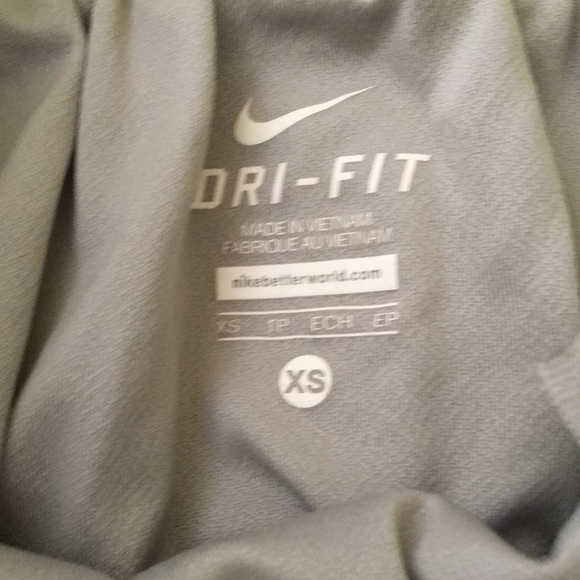 DRI-FIT
MADE IN VIETNAM
FABRIQUE AU VIETNAM
nikebetterworld.com
XS TP ECH EP
XS